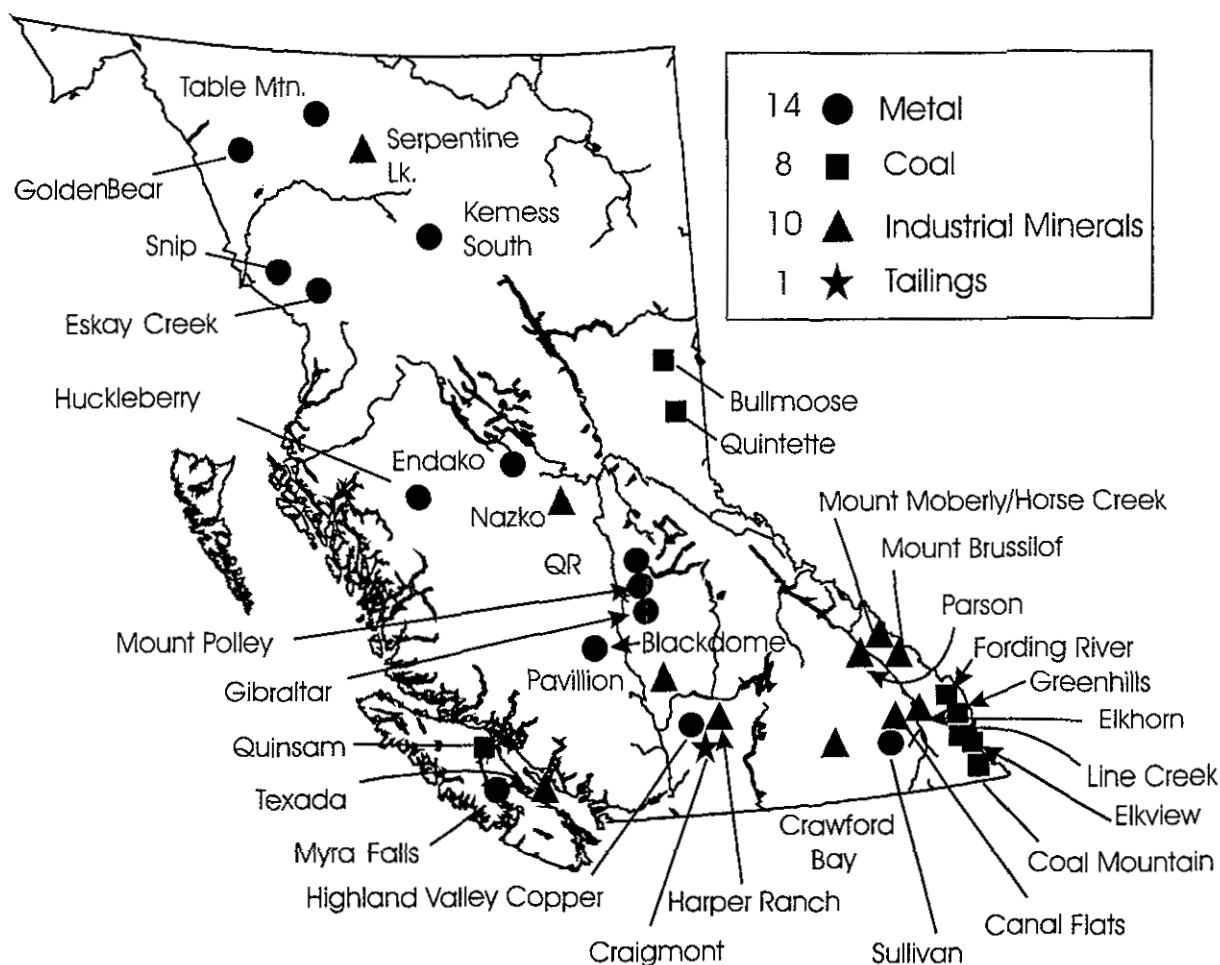 Table Mtn.
Serpentine
Lk.
GoldenBear
Kemess
South
Snip
Eskay Creek
Huckleberry
Endako
Nazko
QR
Mount Polley
Gibraltar
Blackdome
Pavillion
Quinsam
Texada
Myra Falls
Highland Valley Copper
Craigmont
Harper Ranch
Crawford
Bay
Sullivan
Canal Flats
Coal Mountain
Elkview
Line Creek
Elkhorn
Greenhills
Fording River
Parson
Mount Brussilof
Mount Moberly/Horse Creek
Quintette
Bullmoose
14 Metal
8 Coal
10 Industrial Minerals
1 Tailings